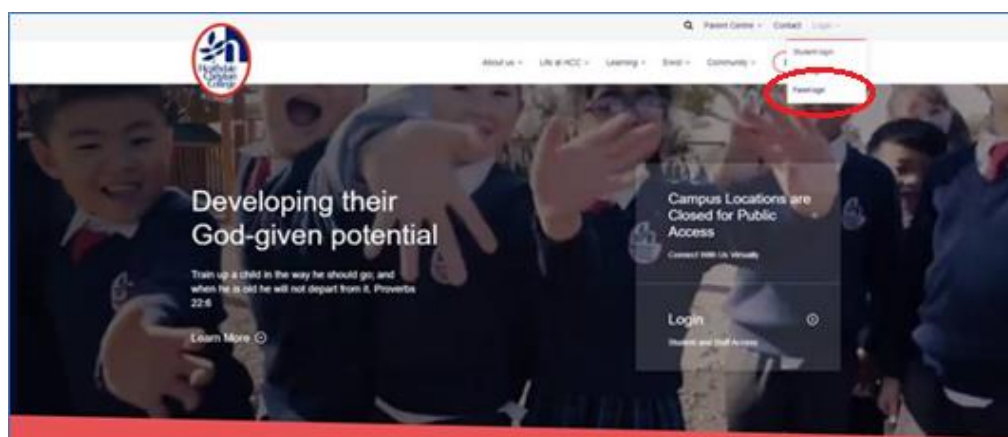 Parent Centre Contact Login
Student login
Parent login
Heathdale
Christian
College
About us Life at HCC Learning Enrol Community
Developing their
God-given potential
Train up a child in the way he should go; and
when he is old he will not depart from it. Proverbs
22:6
Learn More
Campus Locations are
Closed for Public
Access
Connect With Us Virtually
Login
Student and Staff Access